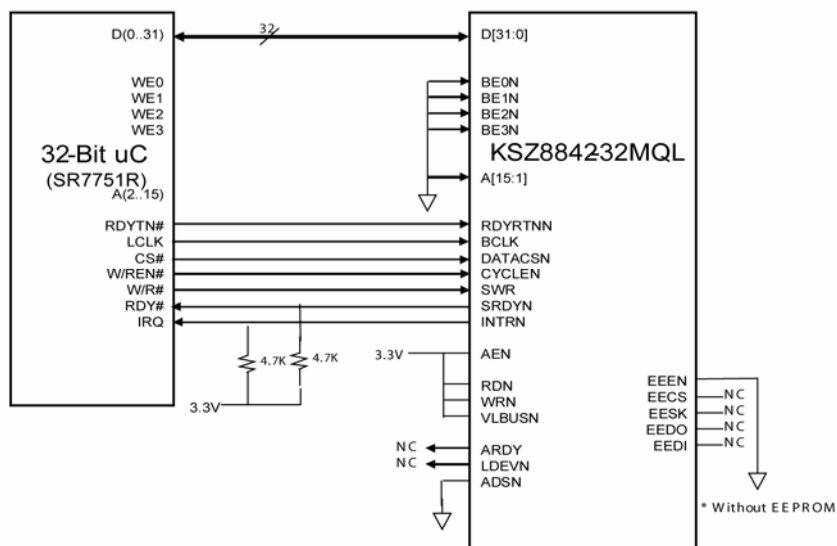 D(0..31)
32
D[31:0]
WE0
BE0N
WE1
BE1N
WE2
BE2N
WE3
BE3N
32-Bit uC
(SR7751R)
KSZ8842-32MQL
A(2..15)
A[15:1]
RDYTN#
RDYRTNN
LCLK
BCLK
CS#
DATACSN
W/REN#
CYCLEN
W/R#
SWR
RDY#
SRDYN
IRQ
INTRN
4.7K
4.7K
3.3V
3.3V
AEN
RDN
WRN
VLBUSN
NC
ARDY
NC
LDEVN
ADSN
EEEN
EECS
NC
EESK
NC
EEDO
NC
EEDI
NC
* Without EEPROM